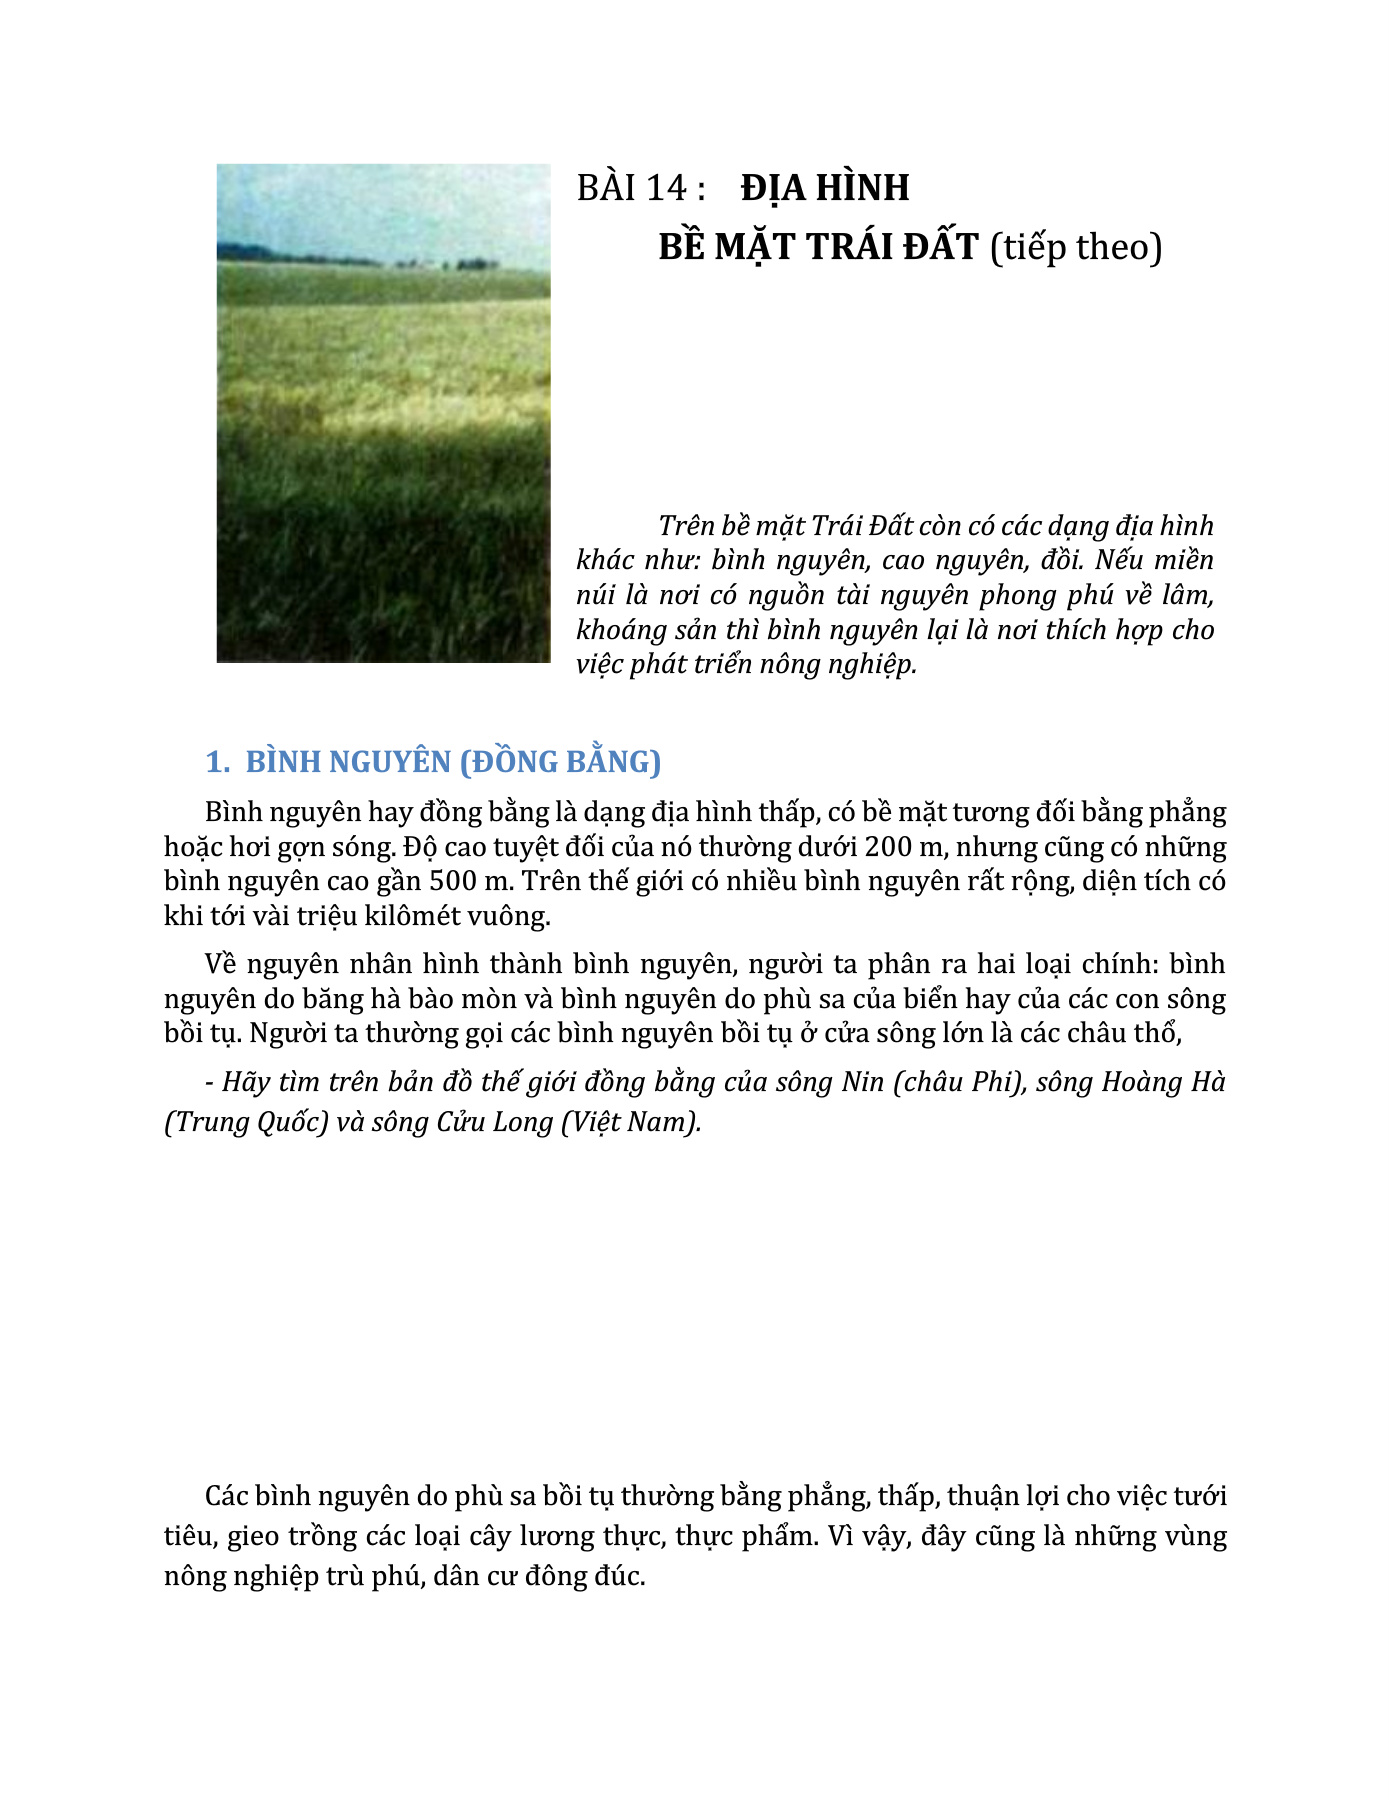 BÀI 14 : ĐỊA HÌNH
BỀ MẶT TRÁI ĐẤT (tiếp theo)
Trên bề mặt Trái Đất còn có các dạng địa hình
khác như: bình nguyên, cao nguyên, đồi. Nếu miền
núi là nơi có nguồn tài nguyên phong phú về lâm,
khoáng sản thì bình nguyên lại là nơi thích hợp cho
việc phát triển nông nghiệp.
1. BÌNH NGUYÊN (ĐỒNG BẰNG)
Bình nguyên hay đồng bằng là dạng địa hình thấp, có bề mặt tương đối bằng phẳng
hoặc hơi gợn sóng. Độ cao tuyệt đối của nó thường dưới 200 m, nhưng cũng có những
bình nguyên cao gần 500 m. Trên thế giới có nhiều bình nguyên rất rộng, diện tích có
khi tới vài triệu kilômét vuông.
Về nguyên nhân hình thành bình nguyên, người ta phân ra hai loại chính: bình
nguyên do băng hà bào mòn và bình nguyên do phù sa của biển hay của các con sông
bồi tụ. Người ta thường gọi các bình nguyên bồi tụ ở cửa sông lớn là các châu thổ,
- Hãy tìm trên bản đồ thế giới đồng bằng của sông Nin (châu Phi), sông Hoàng Hà
(Trung Quốc) và sông Cửu Long (Việt Nam).
Các bình nguyên do phù sa bồi tụ thường bằng phẳng, thấp, thuận lợi cho việc tưới
tiêu, gieo trồng các loại cây lương thực, thực phẩm. Vì vậy, đây cũng là những vùng
nông nghiệp trù phú, dân cư đông đúc.